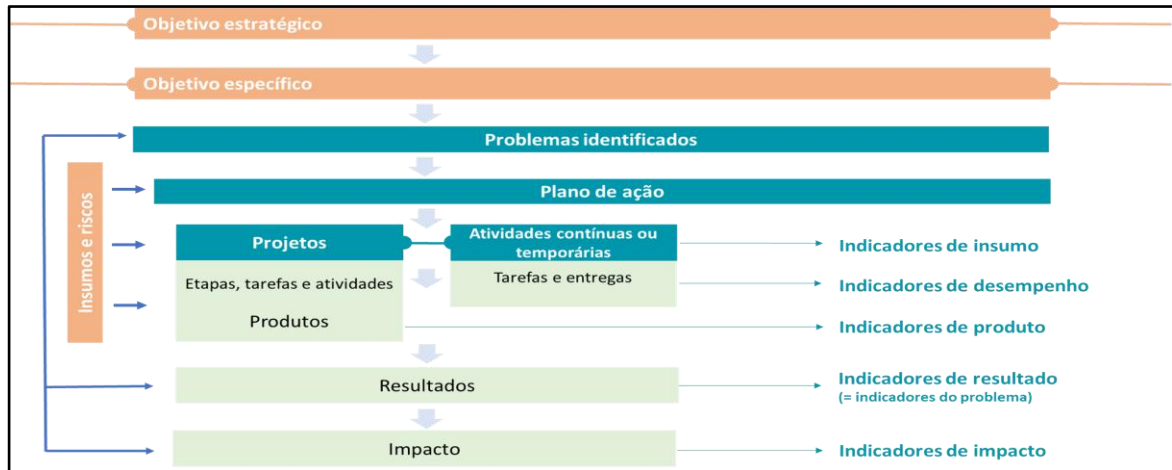 Objetivo estratégico
Objetivo específico
Problemas identificados
Plano de ação
Insumos e riscos
Projetos
Atividades contínuas ou
temporárias
Indicadores de insumo
Etapas, tarefas e atividades
Tarefas e entregas
Indicadores de desempenho
Produtos
Indicadores de produto
Resultados
Indicadores de resultado
(= indicadores do problema)
Impacto
Indicadores de impacto